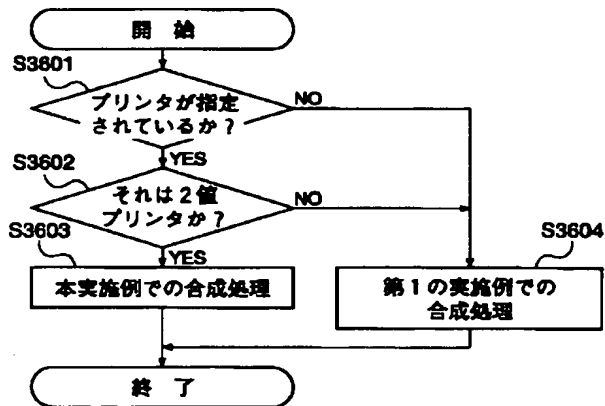 開 始
S3601
プリンタが指定
されているか？
NO
YES
S3602
それは2値
プリンタか？
NO
YES
S3603
本実施例での合成処理
S3604
第1の実施例での
合成処理
終 了